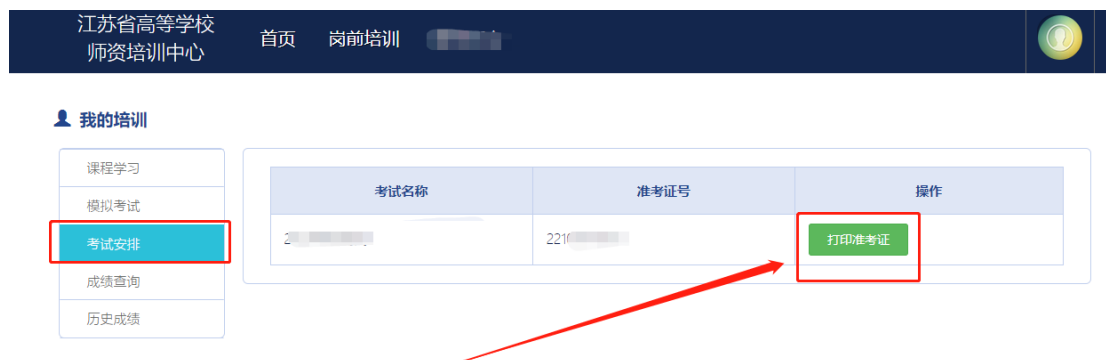 江苏省高等学校
师资培训中心
首页 岗前培训
我的培训
课程学习
模拟考试
考试安排
成绩查询
历史成绩
考试名称 准考证号 操作
2 221 打印准考证